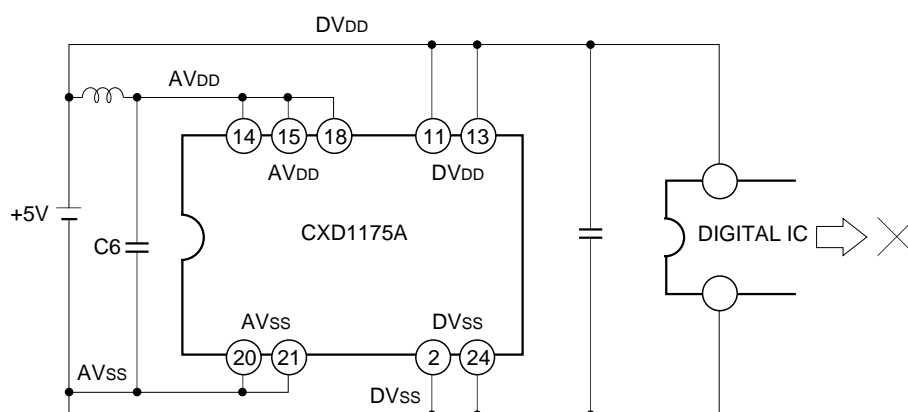 DVDD
AVDD
14 15 18 11 13
AVDD DVDD
+5V
C6
CXD1175A
DIGITAL IC
AVSS DVSS
20 21 2 24
AVSS
DVSS